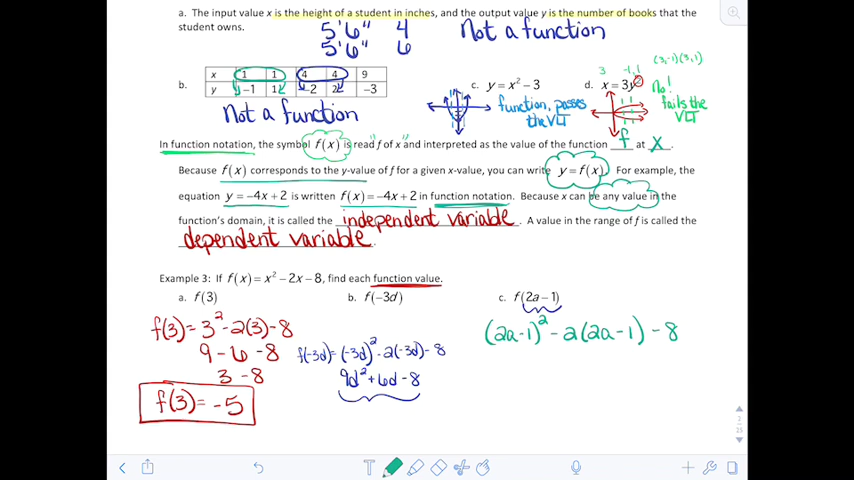 a. The input value x is the height of a student in inches, and the output value y is the number of books that the
student owns.
5'6" 4
5'6" 6
Not a function
b.
x 1 1 4 4 9
y -1 1 -2 2 -3
Not a function
c. y = x² − 3
function, passes
the VLT
d. x = 3y²
3 -1, 1
(3,-1)(3,1)
No!
fails the
VLT
In function notation, the symbol f(x) is read "f of x" and interpreted as the value of the function f at x.
Because f(x) corresponds to the y-value of f for a given x-value, you can write y = f(x). For example, the
equation y = −4x + 2 is written f(x) = −4x + 2 in function notation. Because x can be any value in the
function's domain, it is called the independent variable. A value in the range of f is called the
dependent variable.
Example 3: If f(x) = x² − 2x − 8, find each function value.
a. f(3) b. f(−3d) c. f(2a − 1)
f(3) = 3² - 2(3) - 8
9 - 6 - 8
3 - 8
f(3) = -5
f(-3d) = (-3d)² - 2(-3d) - 8
9d² + 6d - 8
(2a-1)² - 2(2a-1) - 8